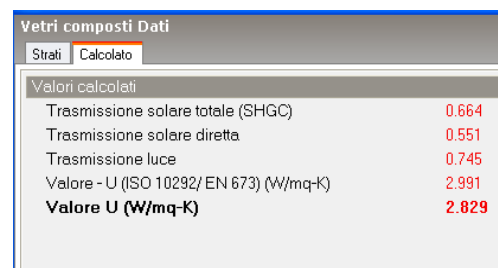 Vetri composti Dati
Strati Calcolato
Valori calcolati
Trasmissione solare totale (SHGC) 0.664
Trasmissione solare diretta 0.551
Trasmissione luce 0.745
Valore - U (ISO 10292/ EN 673) (W/mq-K) 2.991
Valore U (W/mq-K) 2.829